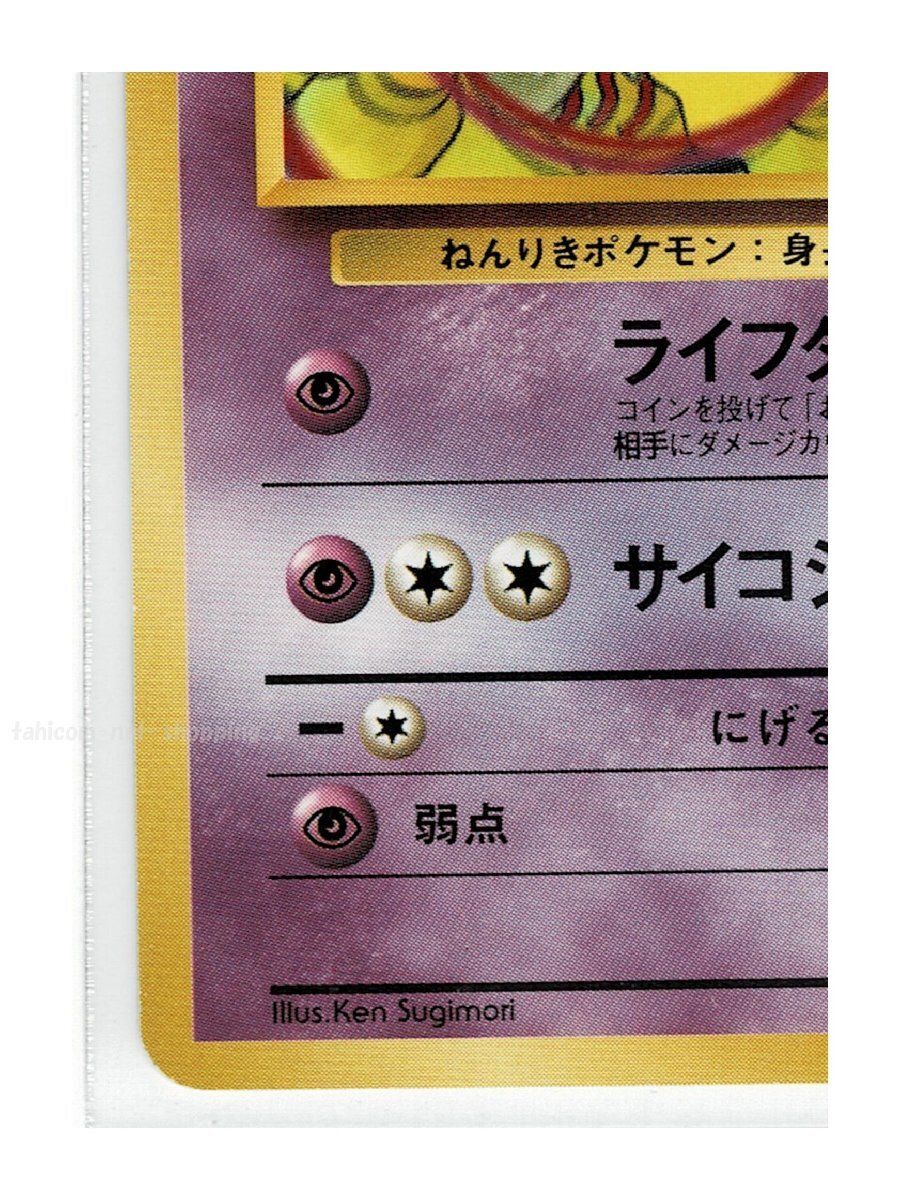 ねんりきポケモン：身
ライフ
コインを投げて「
相手にダメージカ
サイコ
ー
にげる
弱点
Illus.Ken Sugimori